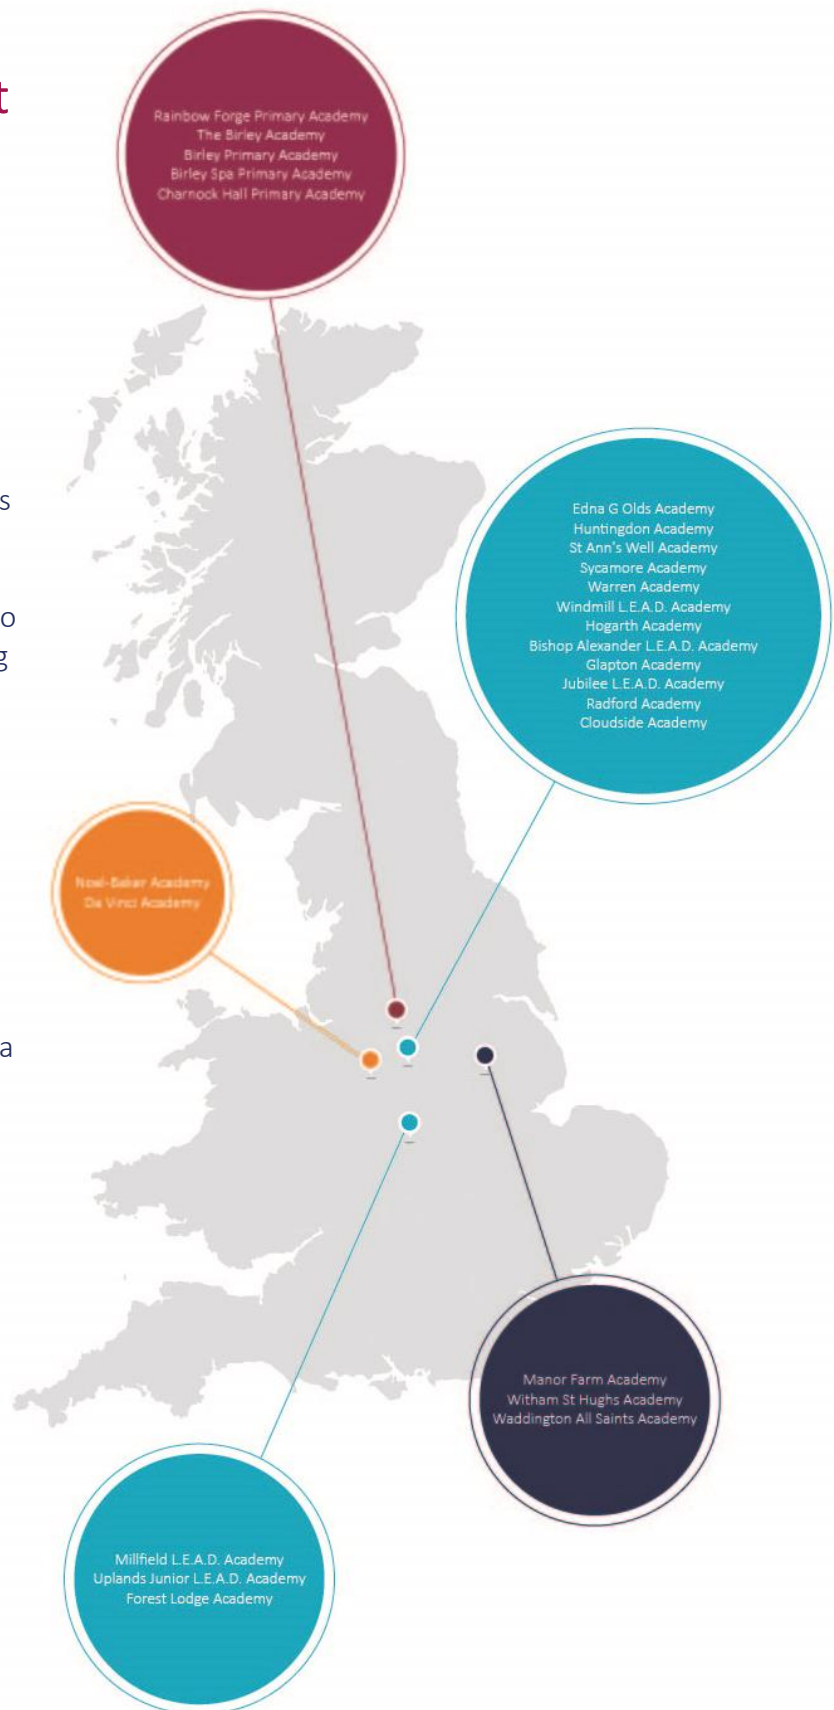 t
Rainbow Forge Primary Academy
The Birley Academy
Birley Primary Academy
Birley Spa Primary Academy
Charnock Hall Primary Academy
s
o
g
Edna G Olds Academy
Huntingdon Academy
St Ann's Well Academy
Sycamore Academy
Warren Academy
Windmill L.E.A.D. Academy
Hogarth Academy
Bishop Alexander L.E.A.D. Academy
Glapton Academy
Jubilee L.E.A.D. Academy
Radford Academy
Cloudside Academy
Noel-Baker Academy
Da Vinci Academy
a
Manor Farm Academy
Witham St Hughs Academy
Waddington All Saints Academy
Millfield L.E.A.D. Academy
Uplands Junior L.E.A.D. Academy
Forest Lodge Academy